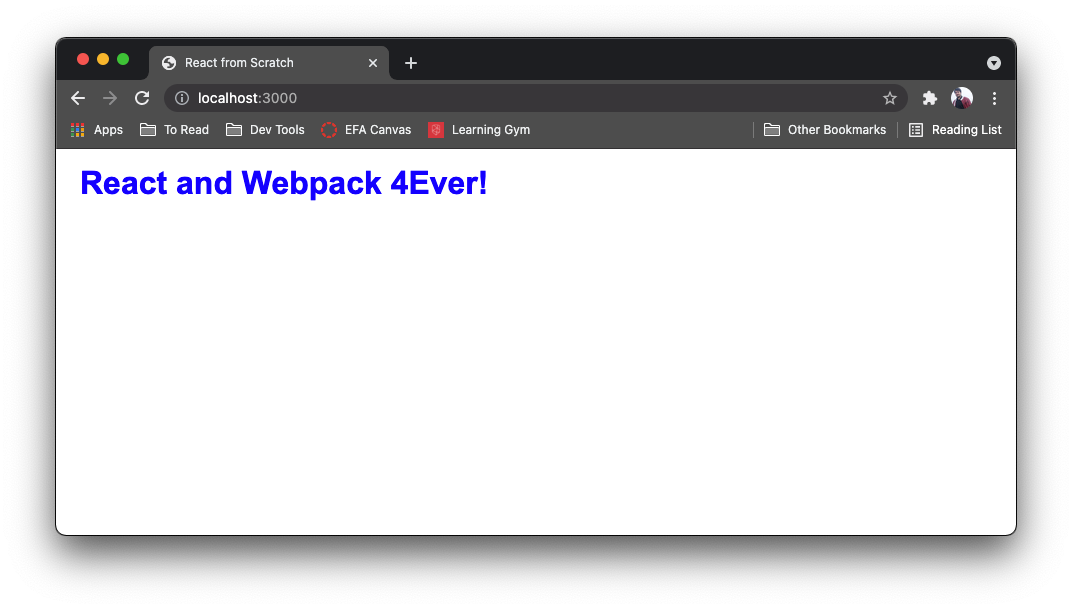 React from Scratch
localhost:3000
Apps To Read Dev Tools EFA Canvas Learning Gym Other Bookmarks Reading List
React and Webpack 4Ever!